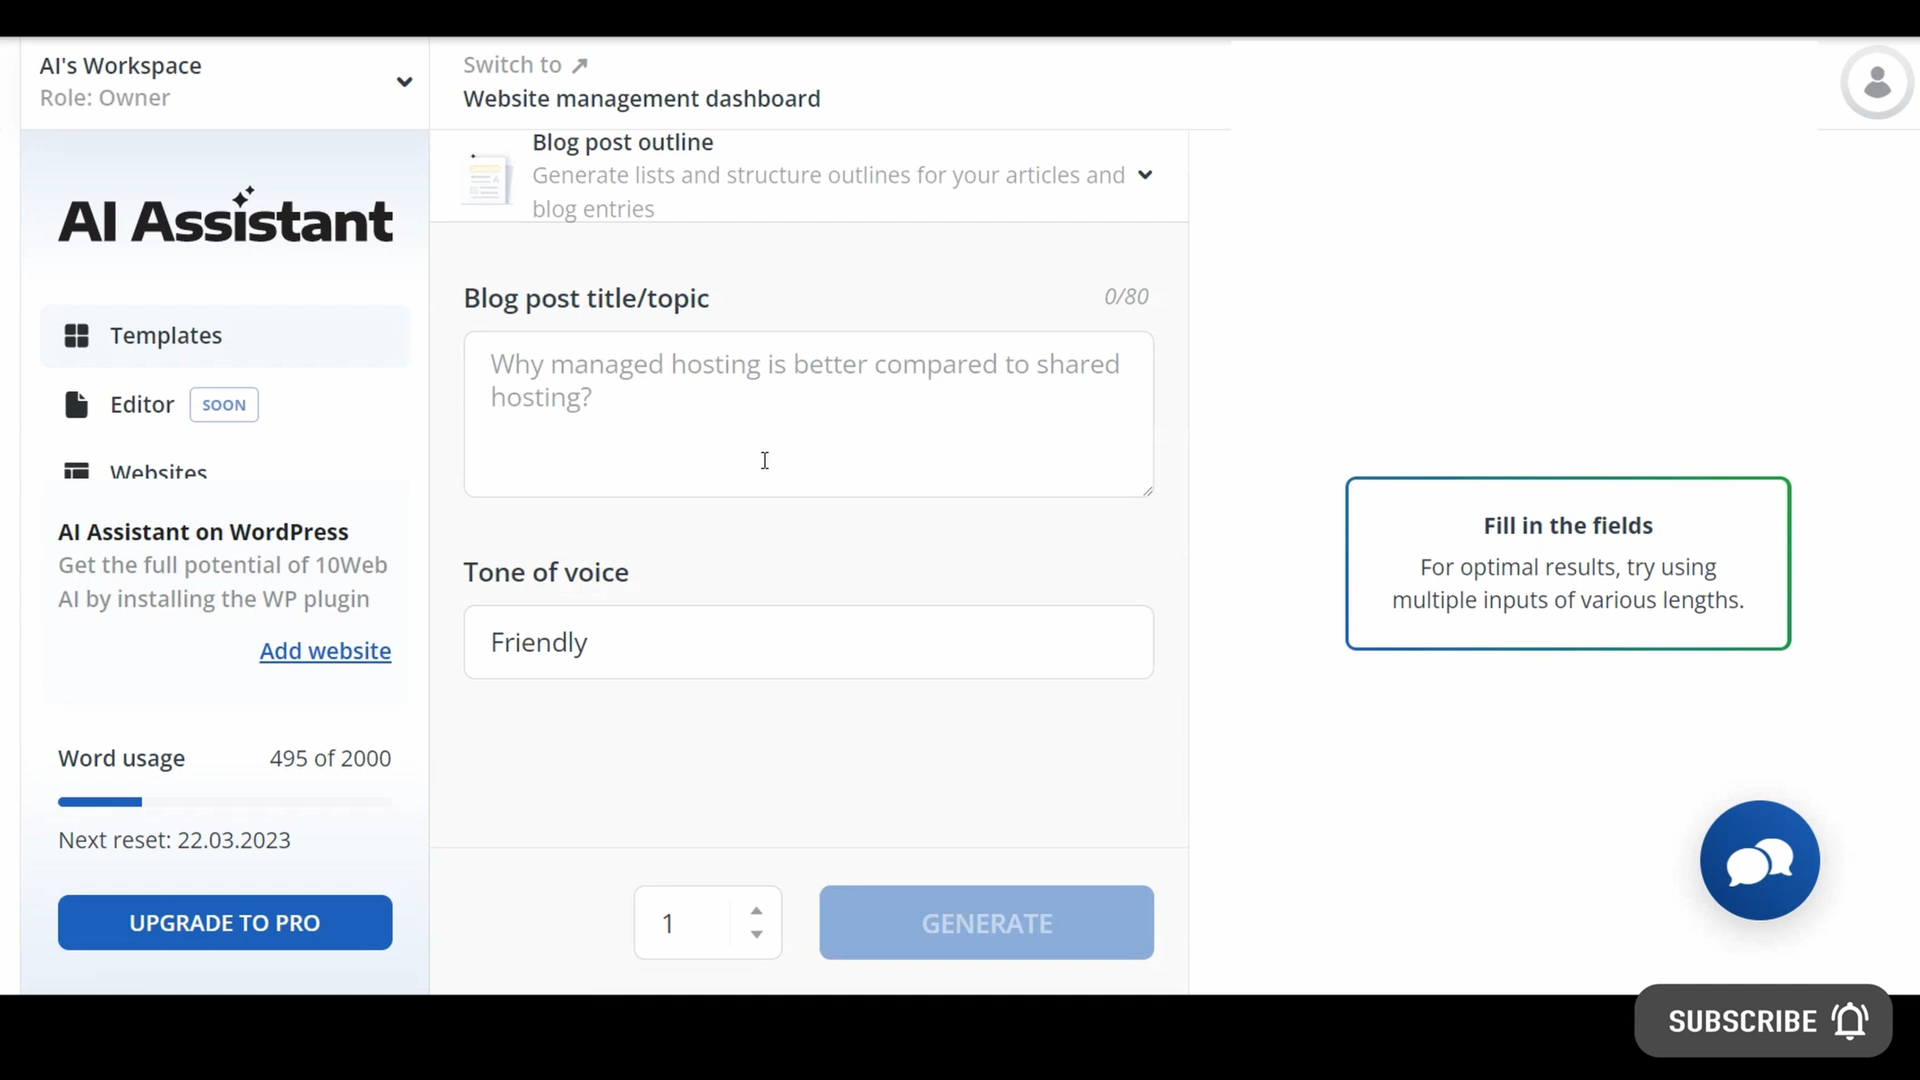 AI's Workspace
Role: Owner
Switch to
Website management dashboard
AI Assistant
Templates
Editor
SOON
Websites
AI Assistant on WordPress
Get the full potential of 10Web
AI by installing the WP plugin
Add website
Word usage
495 of 2000
Next reset: 22.03.2023
UPGRADE TO PRO
Blog post outline
Generate lists and structure outlines for your articles and
blog entries
Blog post title/topic
0/80
Why managed hosting is better compared to shared
hosting?
Tone of voice
Friendly
1
GENERATE
Fill in the fields
For optimal results, try using
multiple inputs of various lengths.
SUBSCRIBE